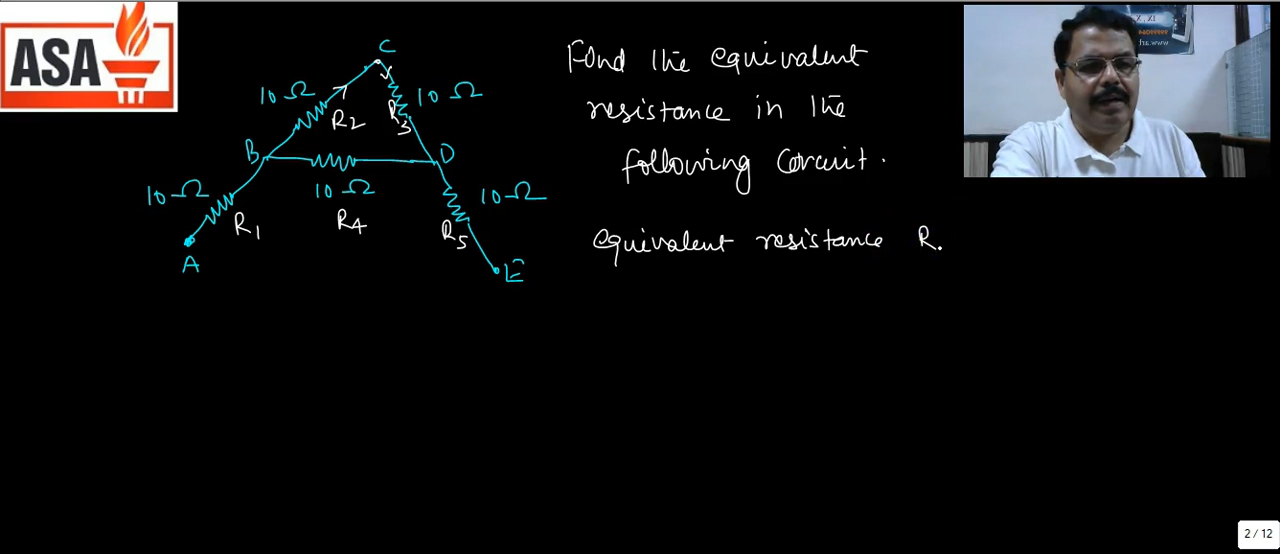 ASA
C
10 Ω
R2
R3
10 Ω
B
D
10 Ω
R1
10 Ω
R4
10 Ω
R5
A
E
Find the equivalent
resistance in the
following Circuit.
equivalent resistance R.
2 / 12